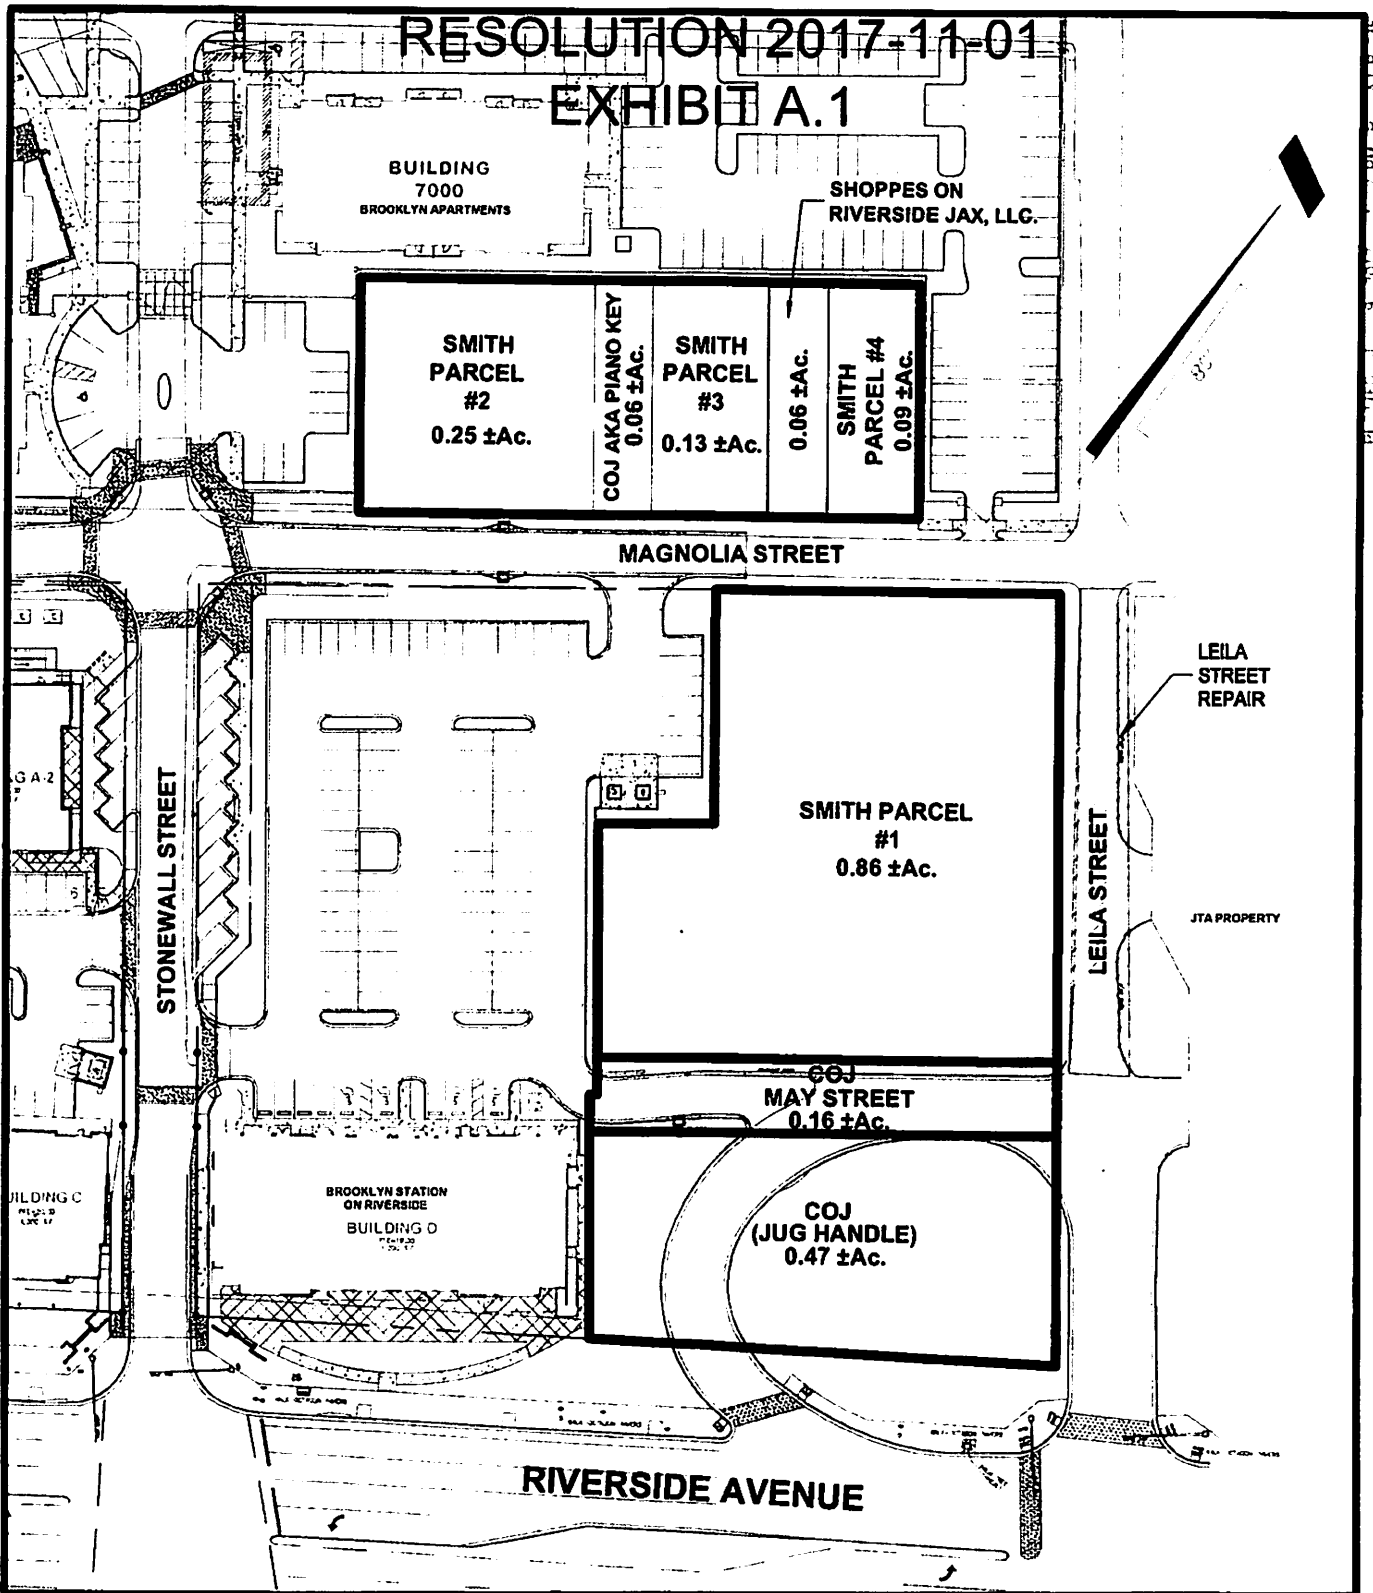 RESOLUTION 2017-11-01
EXHIBIT A.1
BUILDING
7000
BROOKLYN APARTMENTS
SHOPPES ON
RIVERSIDE JAX, LLC.
SMITH
PARCEL
#2
0.25 ±Ac.
COJ AKA PIANO KEY
0.06 ±Ac.
SMITH
PARCEL
#3
0.13 ±Ac.
0.06 ±Ac.
SMITH
PARCEL #4
0.09 ±Ac.
MAGNOLIA STREET
LEILA
STREET
REPAIR
STONEWALL STREET
SMITH PARCEL
#1
0.86 ±Ac.
LEILA STREET
JTA PROPERTY
G A-2
6
COJ
MAY STREET
0.16 ±Ac.
BROOKLYN STATION
ON RIVERSIDE
BUILDING D
UILDING C
COJ
(JUG HANDLE)
0.47 ±Ac.
RIVERSIDE AVENUE